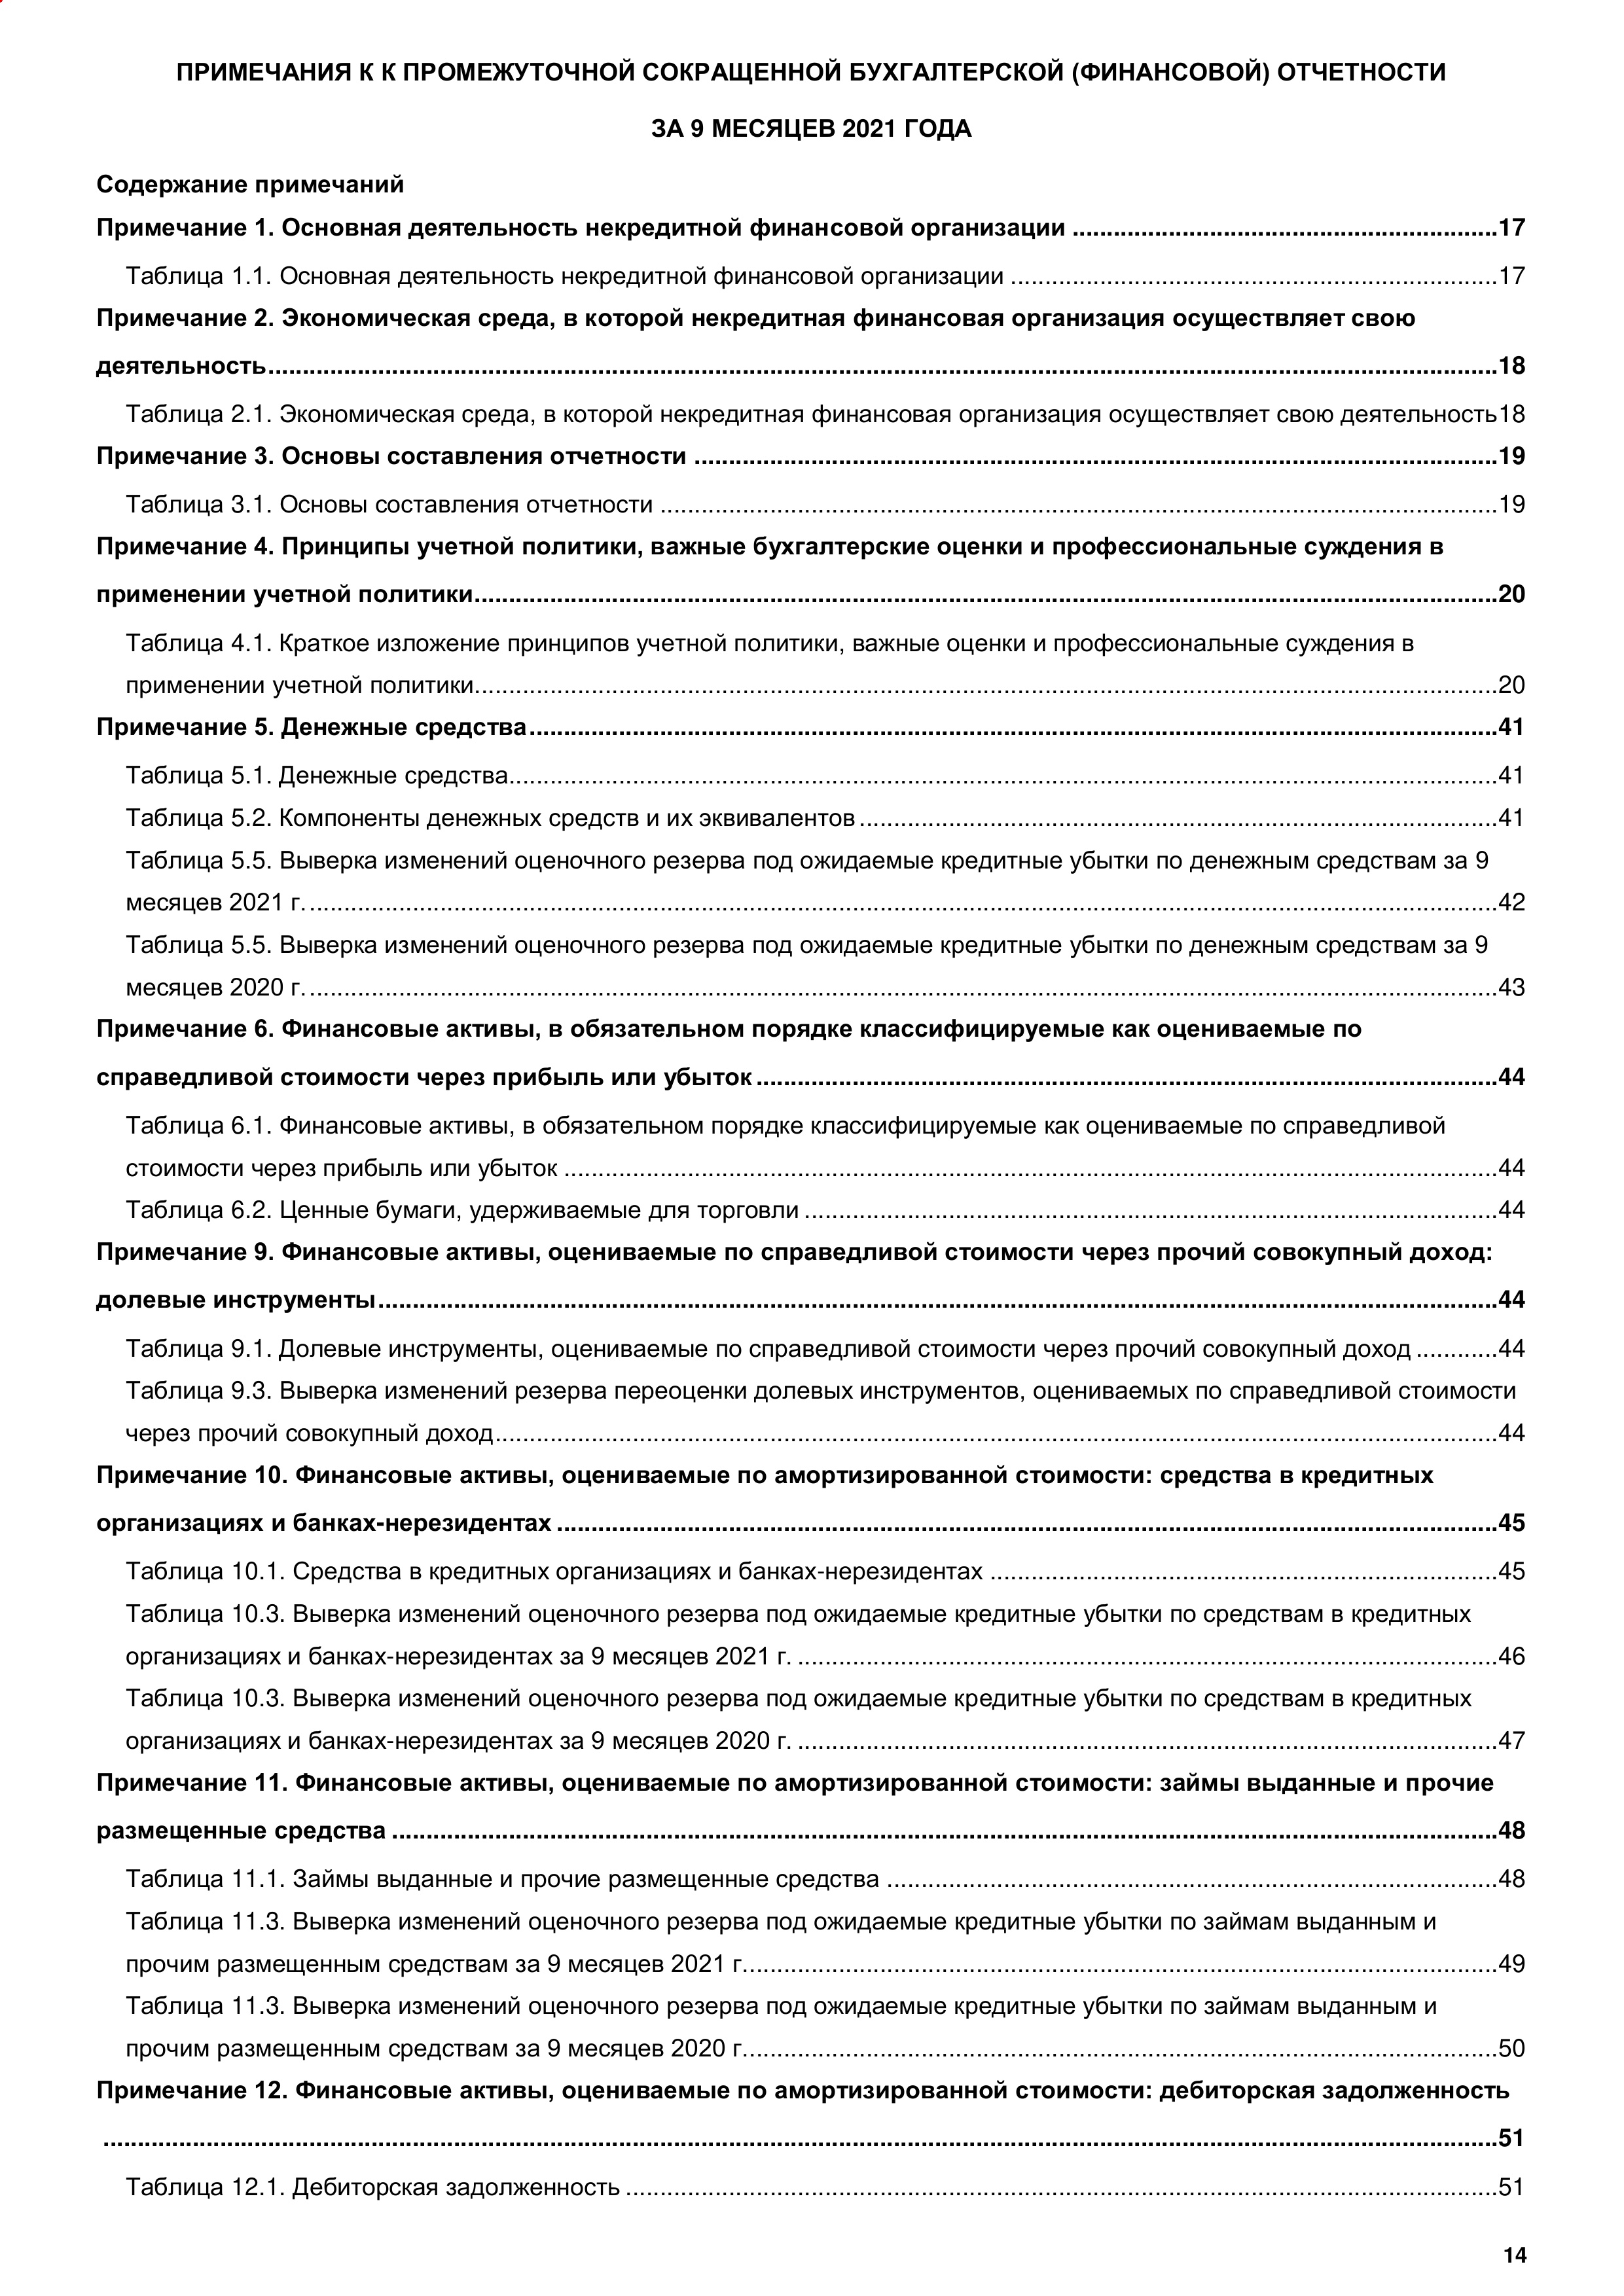 ПРИМЕЧАНИЯ К К ПРОМЕЖУТОЧНОЙ СОКРАЩЕННОЙ БУХГАЛТЕРСКОЙ (ФИНАНСОВОЙ) ОТЧЕТНОСТИ
ЗА 9 МЕСЯЦЕВ 2021 ГОДА
Содержание примечаний
Примечание 1. Основная деятельность некредитной финансовой организации ........ 17
Таблица 1.1. Основная деятельность некредитной финансовой организации ........ 17
Примечание 2. Экономическая среда, в которой некредитная финансовая организация осуществляет свою
деятельность ........ 18
Таблица 2.1. Экономическая среда, в которой некредитная финансовая организация осуществляет свою деятельность18
Примечание 3. Основы составления отчетности ........ 19
Таблица 3.1. Основы составления отчетности ........ 19
Примечание 4. Принципы учетной политики, важные бухгалтерские оценки и профессиональные суждения в
применении учетной политики ........ 20
Таблица 4.1. Краткое изложение принципов учетной политики, важные оценки и профессиональные суждения в
применении учетной политики ........ 20
Примечание 5. Денежные средства ........ 41
Таблица 5.1. Денежные средства ........ 41
Таблица 5.2. Компоненты денежных средств и их эквивалентов ........ 41
Таблица 5.5. Выверка изменений оценочного резерва под ожидаемые кредитные убытки по денежным средствам за 9
месяцев 2021 г. ........ 42
Таблица 5.5. Выверка изменений оценочного резерва под ожидаемые кредитные убытки по денежным средствам за 9
месяцев 2020 г. ........ 43
Примечание 6. Финансовые активы, в обязательном порядке классифицируемые как оцениваемые по
справедливой стоимости через прибыль или убыток ........ 44
Таблица 6.1. Финансовые активы, в обязательном порядке классифицируемые как оцениваемые по справедливой
стоимости через прибыль или убыток ........ 44
Таблица 6.2. Ценные бумаги, удерживаемые для торговли ........ 44
Примечание 9. Финансовые активы, оцениваемые по справедливой стоимости через прочий совокупный доход:
долевые инструменты ........ 44
Таблица 9.1. Долевые инструменты, оцениваемые по справедливой стоимости через прочий совокупный доход ........ 44
Таблица 9.3. Выверка изменений резерва переоценки долевых инструментов, оцениваемых по справедливой стоимости
через прочий совокупный доход ........ 44
Примечание 10. Финансовые активы, оцениваемые по амортизированной стоимости: средства в кредитных
организациях и банках-нерезидентах ........ 45
Таблица 10.1. Средства в кредитных организациях и банках-нерезидентах ........ 45
Таблица 10.3. Выверка изменений оценочного резерва под ожидаемые кредитные убытки по средствам в кредитных
организациях и банках-нерезидентах за 9 месяцев 2021 г. ........ 46
Таблица 10.3. Выверка изменений оценочного резерва под ожидаемые кредитные убытки по средствам в кредитных
организациях и банках-нерезидентах за 9 месяцев 2020 г. ........ 47
Примечание 11. Финансовые активы, оцениваемые по амортизированной стоимости: займы выданные и прочие
размещенные средства ........ 48
Таблица 11.1. Займы выданные и прочие размещенные средства ........ 48
Таблица 11.3. Выверка изменений оценочного резерва под ожидаемые кредитные убытки по займам выданным и
прочим размещенным средствам за 9 месяцев 2021 г. ........ 49
Таблица 11.3. Выверка изменений оценочного резерва под ожидаемые кредитные убытки по займам выданным и
прочим размещенным средствам за 9 месяцев 2020 г. ........ 50
Примечание 12. Финансовые активы, оцениваемые по амортизированной стоимости: дебиторская задолженность
........ 51
Таблица 12.1. Дебиторская задолженность ........ 51
14